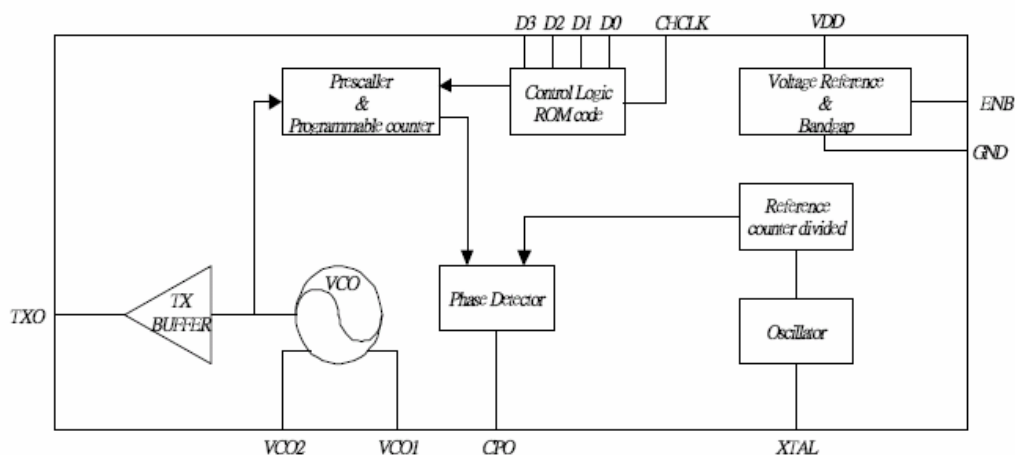 D3 D2 D1 D0 CHCLK VDD
Prescaller
&
Programmable counter
Control Logic
ROM code
Voltage Reference
&
Bandgap
ENB
GND
Reference
counter divided
VCO
Phase Detector
TXO
TX
BUFFER
Oscillator
VCO2 VCO1 CPO XTAL